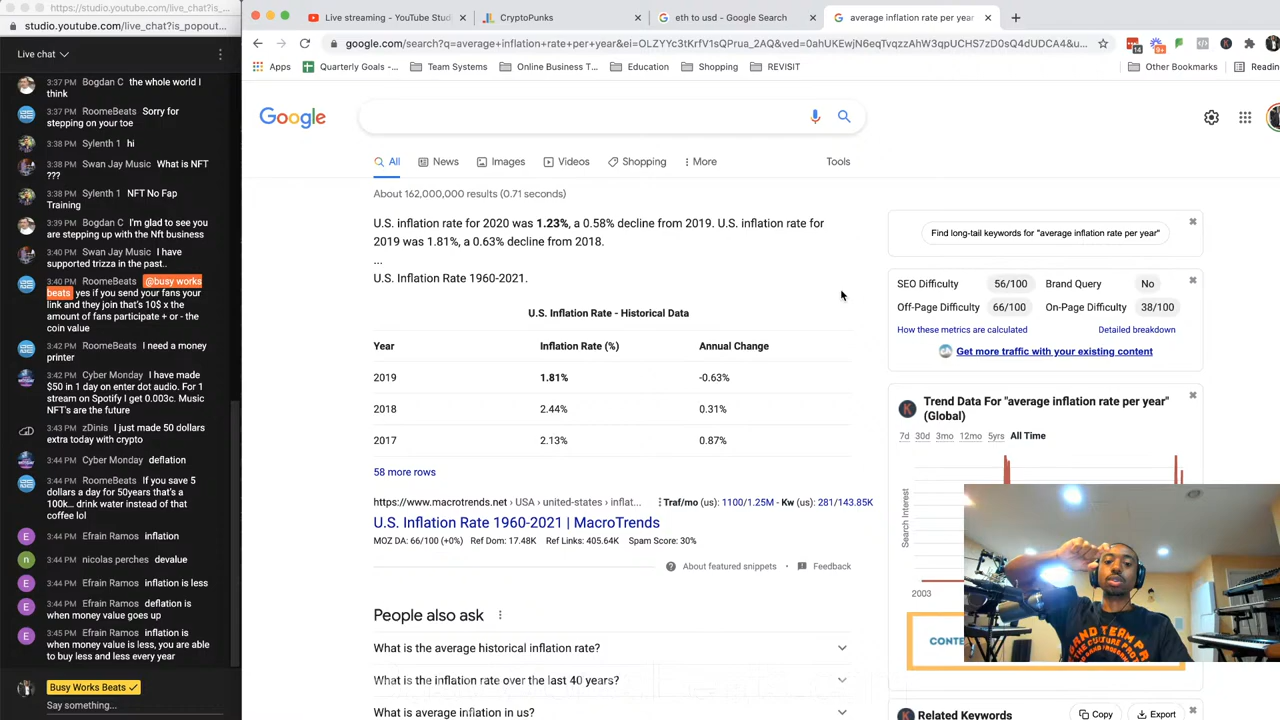 https://studio.youtube.com/live_chat?is_...
studio.youtube.com/live_chat?is_popout...
Live chat
3:37 PM Bogdan C the whole world I
think
3:37 PM RoomeBeats Sorry for
stepping on your toe
3:38 PM Sylenth 1 hi
3:38 PM Swan Jay Music What is NFT
???
3:38 PM Sylenth 1 NFT No Fap
Training
3:39 PM Bogdan C I'm glad to see you
are stepping up with the Nft business
3:40 PM Swan Jay Music I have
supported trizza in the past..
3:40 PM RoomeBeats @busy works
beats yes if you send your fans your
link and they join that's 10$ x the
amount of fans participate + or - the
coin value
3:42 PM RoomeBeats I need a money
printer
3:42 PM Cyber Monday I have made
$50 in 1 day on enter dot audio. For 1
stream on Spotify I get 0.003c. Music
NFT's are the future
3:43 PM zDinis I just made 50 dollars
extra today with crypto
3:44 PM Cyber Monday deflation
3:44 PM RoomeBeats If you save 5
dollars a day for 50years that's a
100k... drink water instead of that
coffee lol
3:44 PM Efrain Ramos inflation
3:44 PM nicolas perches devalue
3:44 PM Efrain Ramos inflation is less
3:44 PM Efrain Ramos deflation is
when money value goes up
3:45 PM Efrain Ramos inflation is
when money value is less, you are able
to buy less and less every year
Busy Works Beats
Say something...
Live streaming - YouTube Stud
CryptoPunks
eth to usd - Google Search
average inflation rate per year
google.com/search?q=average+inflation+rate+per+year&ei=OLZYYc3tKrfV1sQPrua_2AQ&ved=0ahUKEwjN6eqTvqzzAhW3qpUCHS7zD0sQ4dUDCA4&u...
14
Apps
Quarterly Goals -...
Team Systems
Online Business T...
Education
Shopping
REVISIT
Other Bookmarks
Readin
Google
All
News
Images
Videos
Shopping
More
Tools
About 162,000,000 results (0.71 seconds)
U.S. inflation rate for 2020 was 1.23%, a 0.58% decline from 2019. U.S. inflation rate for
2019 was 1.81%, a 0.63% decline from 2018.
...
U.S. Inflation Rate 1960-2021.
U.S. Inflation Rate - Historical Data
Year Inflation Rate (%) Annual Change
2019 1.81% -0.63%
2018 2.44% 0.31%
2017 2.13% 0.87%
58 more rows
https://www.macrotrends.net › USA › united-states › inflat... Traf/mo (us): 1100/1.25M - Kw (us): 281/143.85K
U.S. Inflation Rate 1960-2021 | MacroTrends
MOZ DA: 66/100 (+0%) Ref Dom: 17.48K Ref Links: 405.64K Spam Score: 30%
About featured snippets • Feedback
People also ask
What is the average historical inflation rate?
What is the inflation rate over the last 40 years?
What is average inflation in us?
Find long-tail keywords for "average inflation rate per year"
SEO Difficulty 56/100 Brand Query No
Off-Page Difficulty 66/100 On-Page Difficulty 38/100
How these metrics are calculated Detailed breakdown
Get more traffic with your existing content
Trend Data For "average inflation rate per year"
(Global)
7d 30d 3mo 12mo 5yrs All Time
Search Interest
2003
CONTE
Related Keywords
Copy
Export